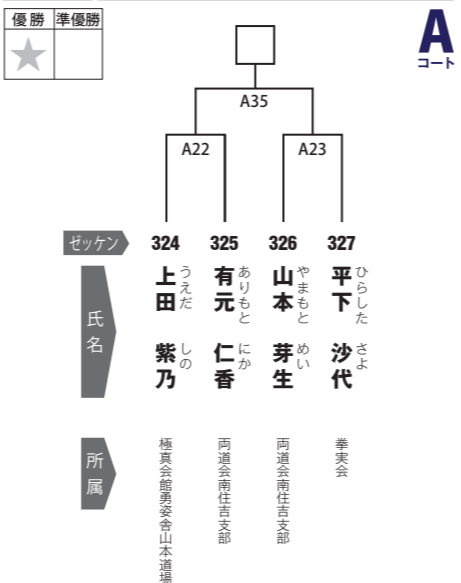 優勝 準優勝
★
A
コート
A35
A22 A23
ゼッケン 324 325 326 327
氏名
上田 紫乃
うえだ しの
有元 仁香
ありもと にか
山本 芽生
やまもと めい
平下 沙代
ひらした さよ
所属
極真会館勇姿舎山本道場
両道会南住吉支部
両道会南住吉支部
拳実会